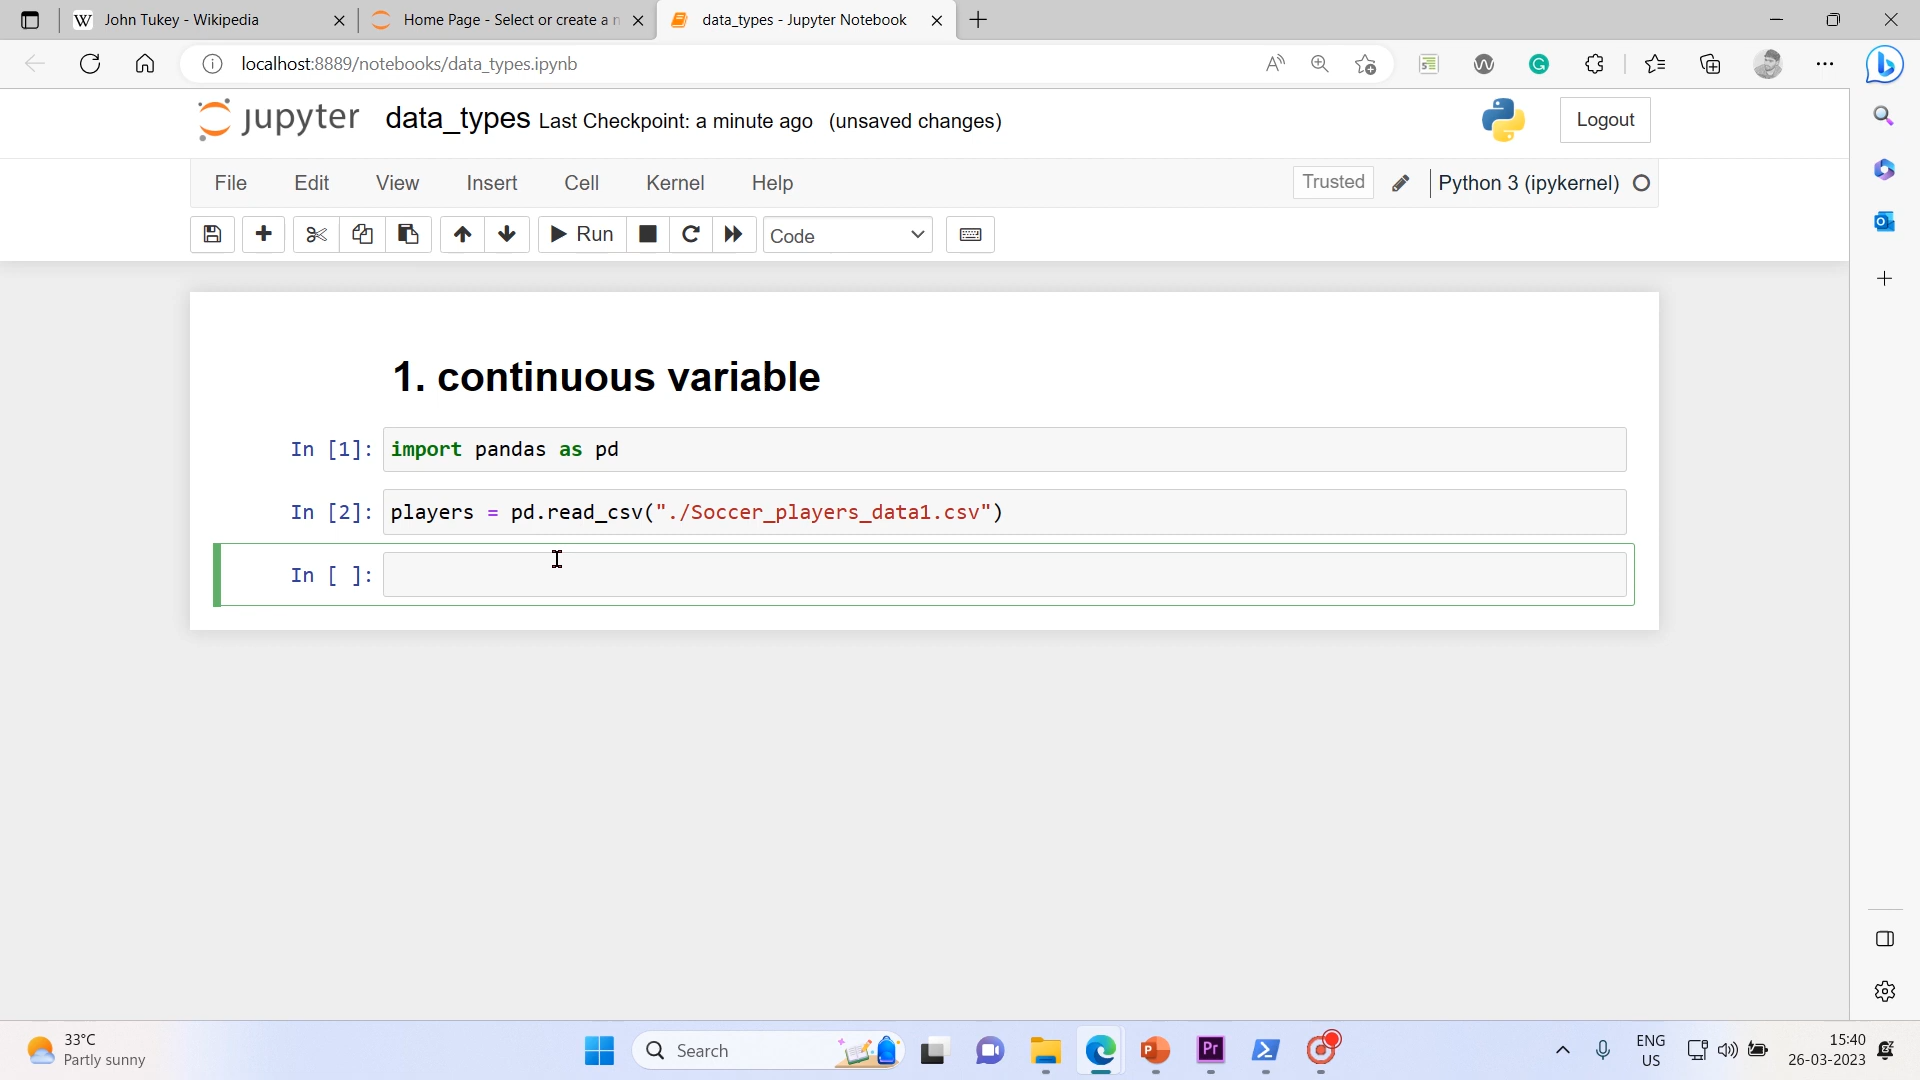 John Tukey - Wikipedia
Home Page - Select or create a n
data_types - Jupyter Notebook
localhost:8889/notebooks/data_types.ipynb
jupyter data_types Last Checkpoint: a minute ago (unsaved changes)
Logout
File Edit View Insert Cell Kernel Help
Trusted
Python 3 (ipykernel)
Run
Code
1. continuous variable
In [1]: import pandas as pd
In [2]: players = pd.read_csv("./Soccer_players_data1.csv")
In [ ]:
33°C
Partly sunny
Search
ENG
US
15:40
26-03-2023